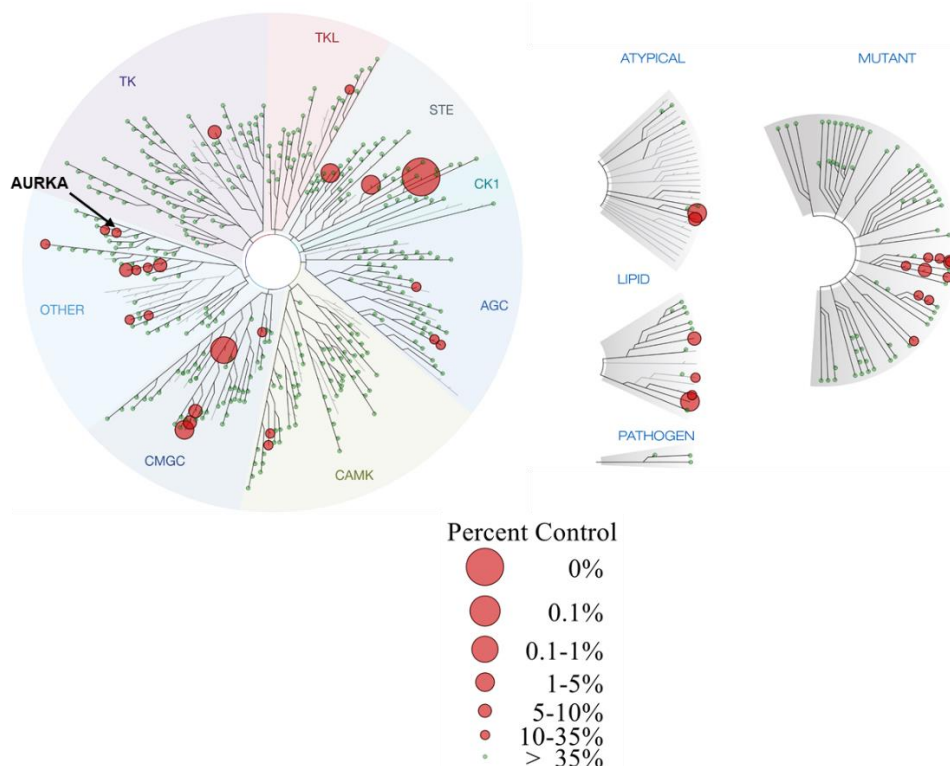 TKL
TK
STE
AURKA
CK1
OTHER
AGC
CMGC
CAMK
ATYPICAL
MUTANT
LIPID
PATHOGEN
Percent Control
0%
0.1%
0.1-1%
1-5%
5-10%
10-35%
> 35%